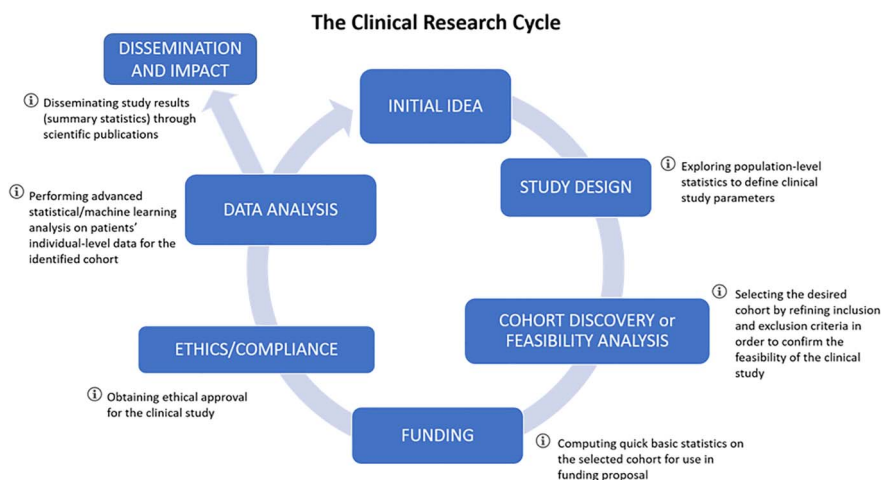 The Clinical Research Cycle
DISSEMINATION
AND IMPACT
ⓘ Disseminating study results
(summary statistics) through
scientific publications
INITIAL IDEA
STUDY DESIGN
ⓘ Exploring population-level
statistics to define clinical
study parameters
DATA ANALYSIS
ⓘ Performing advanced
statistical/machine learning
analysis on patients'
individual-level data for the
identified cohort
COHORT DISCOVERY or
FEASIBILITY ANALYSIS
ⓘ Selecting the desired
cohort by refining inclusion
and exclusion criteria in
order to confirm the
feasibility of the clinical
study
ETHICS/COMPLIANCE
ⓘ Obtaining ethical approval
for the clinical study
FUNDING
ⓘ Computing quick basic statistics on
the selected cohort for use in
funding proposal